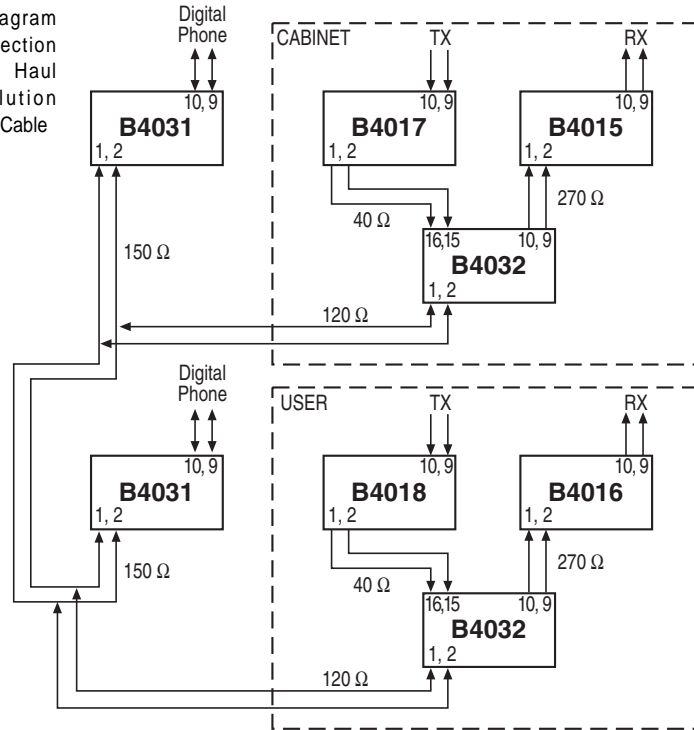 agram
ection
Haul
lution
Cable
Digital
Phone
10, 9
B4031
1, 2
150 Ω
CABINET
TX
RX
10, 9
B4017
1, 2
10, 9
B4015
1, 2
40 Ω
270 Ω
16,15
10, 9
B4032
1, 2
120 Ω
Digital
Phone
10, 9
B4031
1, 2
150 Ω
USER
TX
RX
10, 9
B4018
1, 2
10, 9
B4016
1, 2
40 Ω
270 Ω
16,15
10, 9
B4032
1, 2
120 Ω